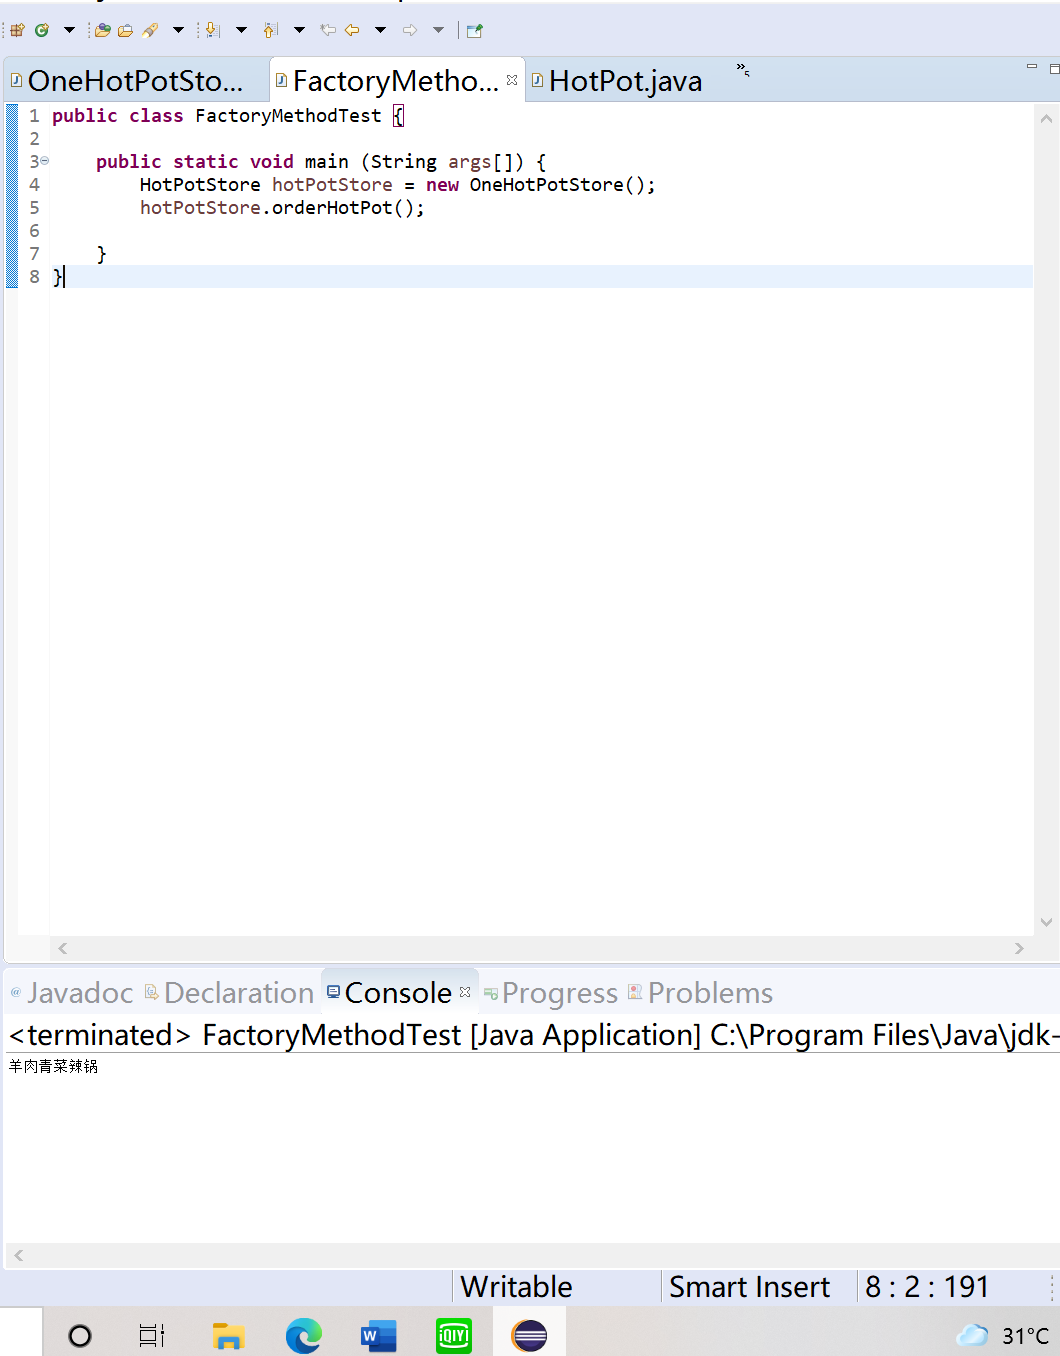 OneHotPotSto... FactoryMetho... HotPot.java »5
1 public class FactoryMethodTest {
2
3 public static void main (String args[]) {
4 HotPotStore hotPotStore = new OneHotPotStore();
5 hotPotStore.orderHotPot();
6
7 }
8 }
@ Javadoc Declaration Console Progress Problems
<terminated> FactoryMethodTest [Java Application] C:\Program Files\Java\jdk-
羊肉青菜辣锅
Writable Smart Insert 8 : 2 : 191
W iQIYI 31°C